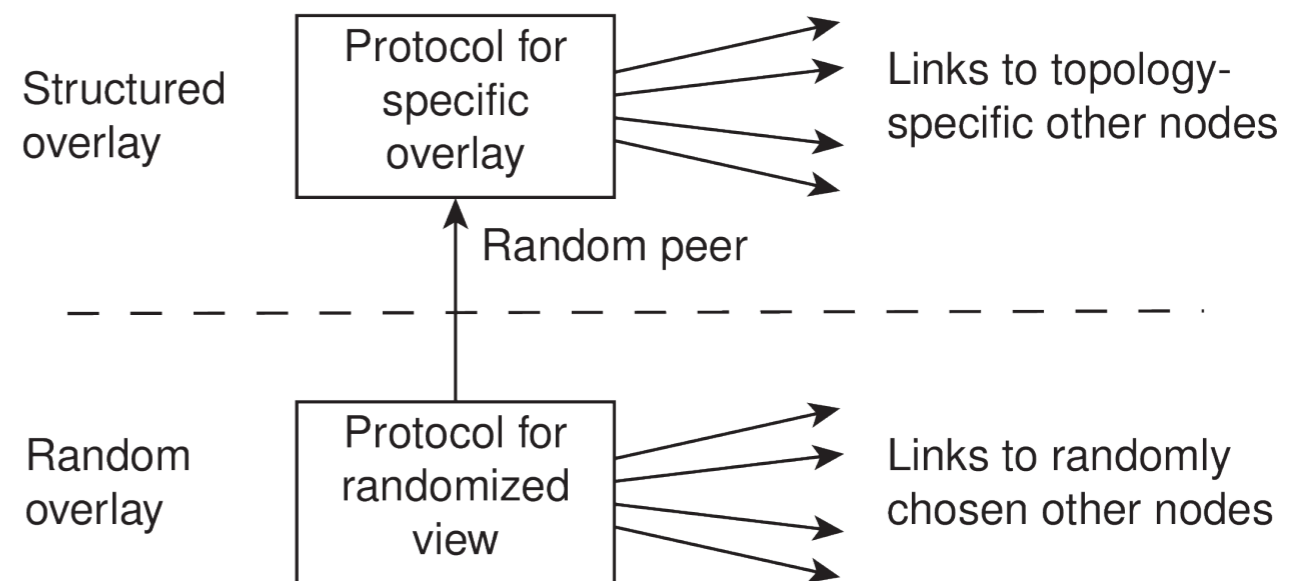 Structured
overlay
Protocol for
specific
overlay
Links to topology-
specific other nodes
Random peer
Random
overlay
Protocol for
randomized
view
Links to randomly
chosen other nodes